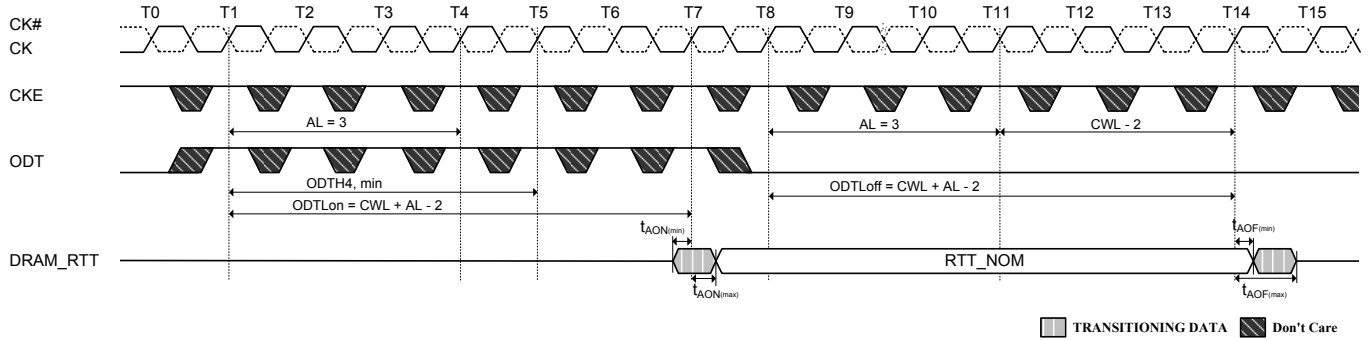 T0 T1 T2 T3 T4 T5 T6 T7 T8 T9 T10 T11 T12 T13 T14 T15
CK#
CK
CKE
AL = 3 AL = 3 CWL - 2
ODT
ODTH4, min ODTLoff = CWL + AL - 2
ODTLon = CWL + AL - 2
tAON(min) tAOF(min)
DRAM_RTT RTT_NOM
tAON(max) tAOF(max)
TRANSITIONING DATA Don't Care